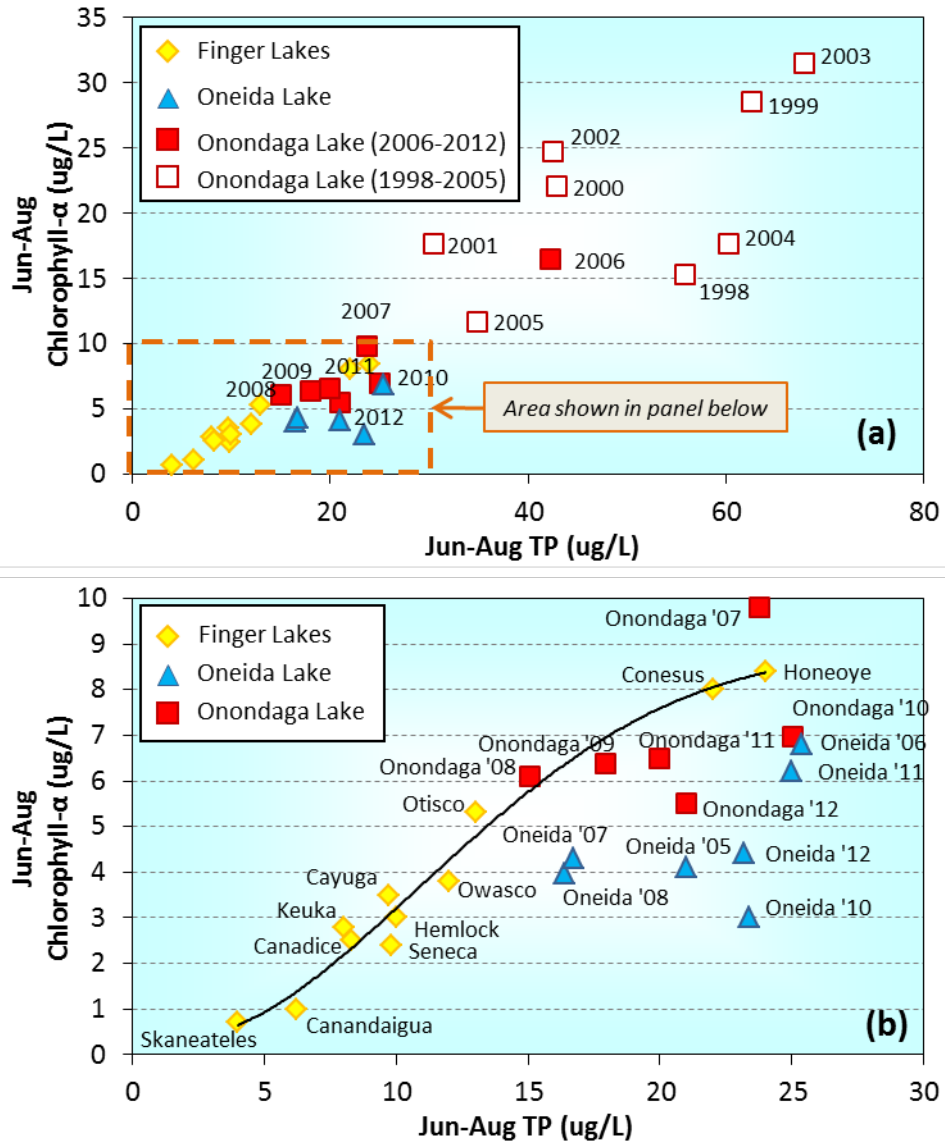 35
30
25
20
15
10
5
0
Jun-Aug
Chlorophyll-α (ug/L)
Finger Lakes
Oneida Lake
Onondaga Lake (2006-2012)
Onondaga Lake (1998-2005)
2003
1999
2002
2000
2001
2004
2006
1998
2005
2007
2009
2011
2008
2010
2012
Area shown in panel below
(a)
0
20
40
60
80
Jun-Aug TP (ug/L)
10
9
8
7
6
5
4
3
2
1
0
Jun-Aug
Chlorophyll-α (ug/L)
Finger Lakes
Oneida Lake
Onondaga Lake
Onondaga '07
Conesus
Honeoye
Onondaga '10
Onondaga '09
Onondaga '11
Oneida '06
Onondaga '08
Oneida '11
Otisco
Onondaga '12
Oneida '07
Oneida '05
Oneida '12
Cayuga
Owasco
Oneida '08
Keuka
Hemlock
Oneida '10
Canadice
Seneca
Skaneateles
Canandaigua
(b)
0
5
10
15
20
25
30
Jun-Aug TP (ug/L)